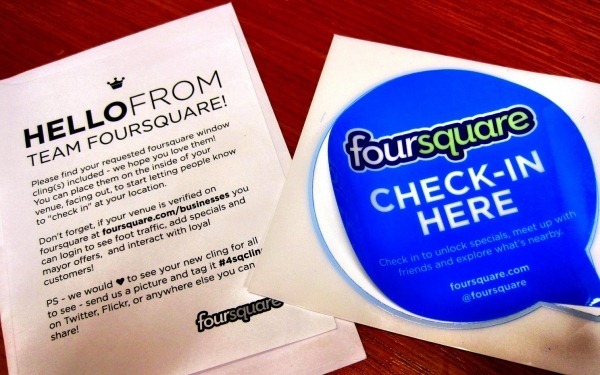 HELLO FROM
TEAM FOURSQUARE!
Please find your requested foursquare window
cling(s) included - we hope you love them!
You can place them on the inside of your
venue, facing out, to start letting people know
to "check in" at your location.
Don't forget, if your venue is verified on
foursquare at foursquare.com/businesses you
can login to see foot traffic, add specials and
mayor offers, and interact with loyal
customers!
PS - we would ♥ to see your new cling for all
to see - send us a picture and tag it #4sqcling
on Twitter, Flickr, or anywhere else you can
share!
foursquare
foursquare
CHECK-IN
HERE
Check in to unlock specials, meet up with
friends and explore what's nearby.
foursquare.com
@foursquare